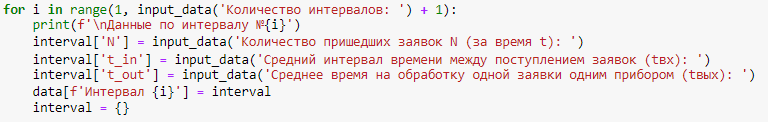 for i in range(1, input_data('Количество интервалов: ') + 1):
    print(f'\nДанные по интервалу №{i}')
    interval['N'] = input_data('Количество пришедших заявок N (за время t): ')
    interval['t_in'] = input_data('Средний интервал времени между поступлением заявок (tвх): ')
    interval['t_out'] = input_data('Среднее время на обработку одной заявки одним прибором (tвых): ')
    data[f'Интервал {i}'] = interval
    interval = {}